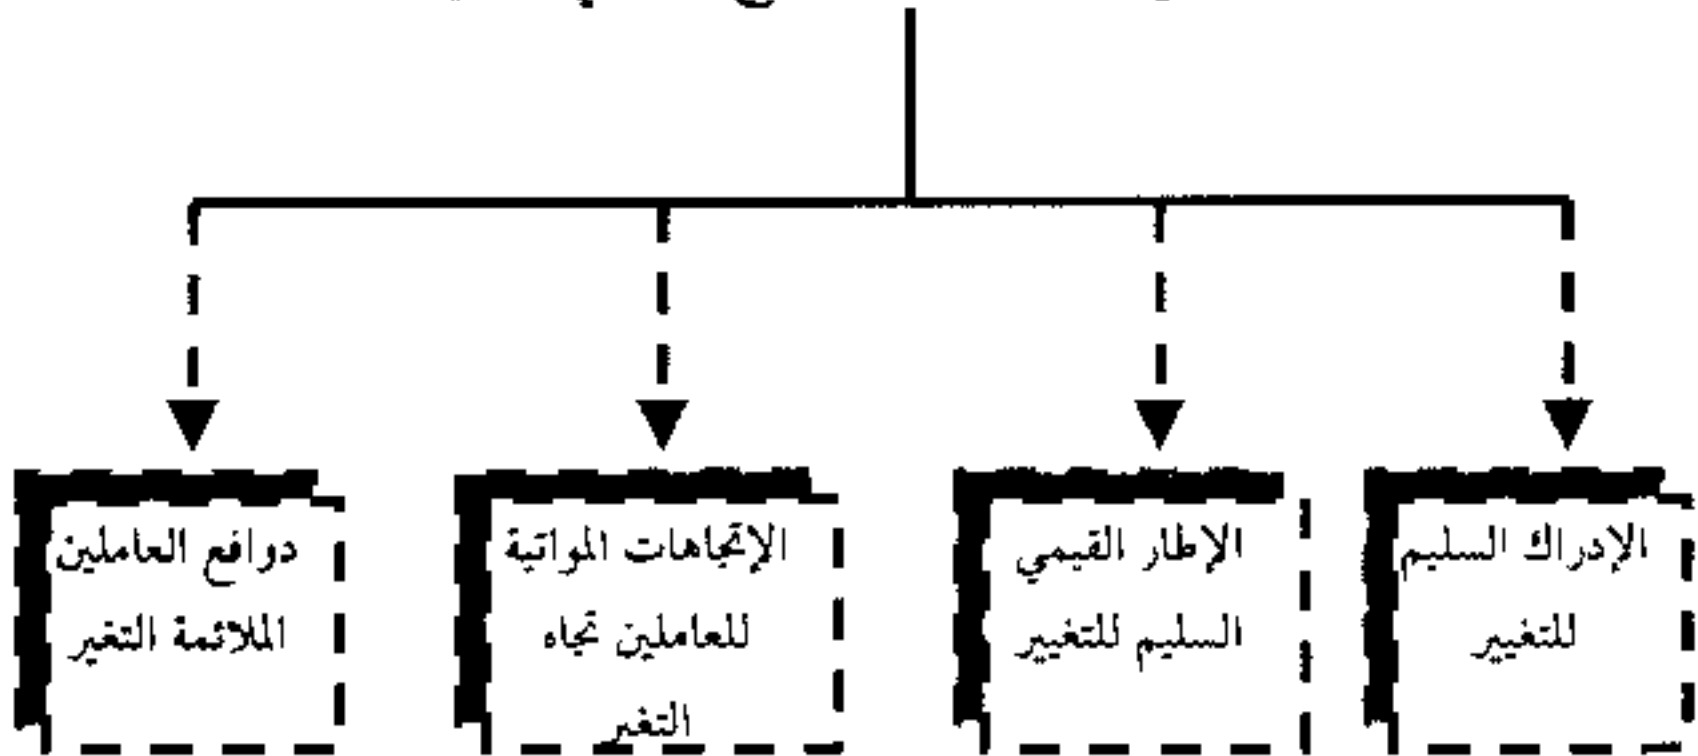 الإدراك السليم
للتغيير
الإطار القيمي
السليم للتغيير
الإتجاهات المواتية
للعاملين تجاه
التغير
دوافع العاملين
الملائمة التغير